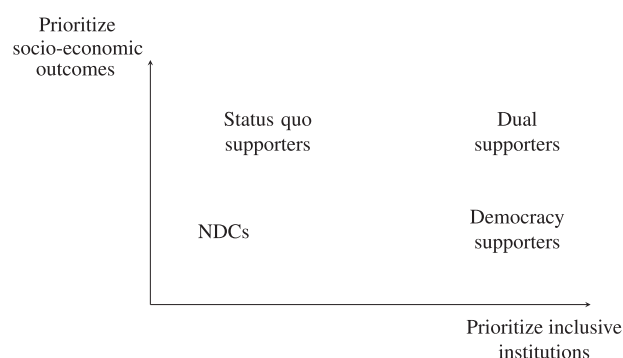 Prioritize
socio-economic
outcomes
Status quo
supporters
Dual
supporters
NDCs
Democracy
supporters
Prioritize inclusive
institutions